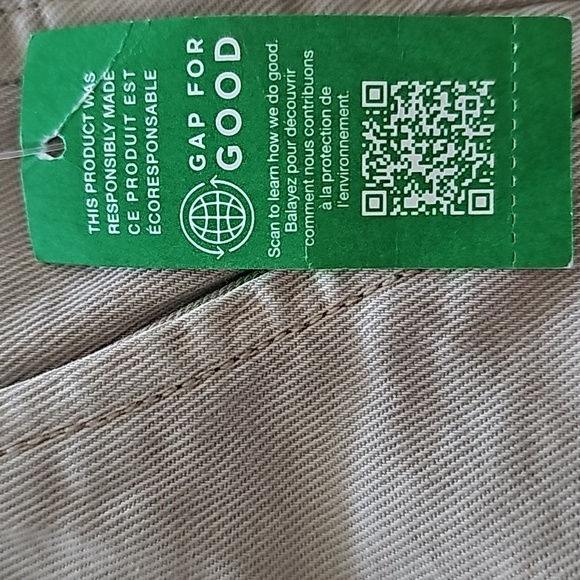 THIS PRODUCT WAS
RESPONSIBLY MADE
CE PRODUIT EST
ÉCORESPONSABLE
GAP FOR
GOOD
Scan to learn how we do good.
Balayez pour découvrir
comment nous contribuons
à la protection de
l'environnement.